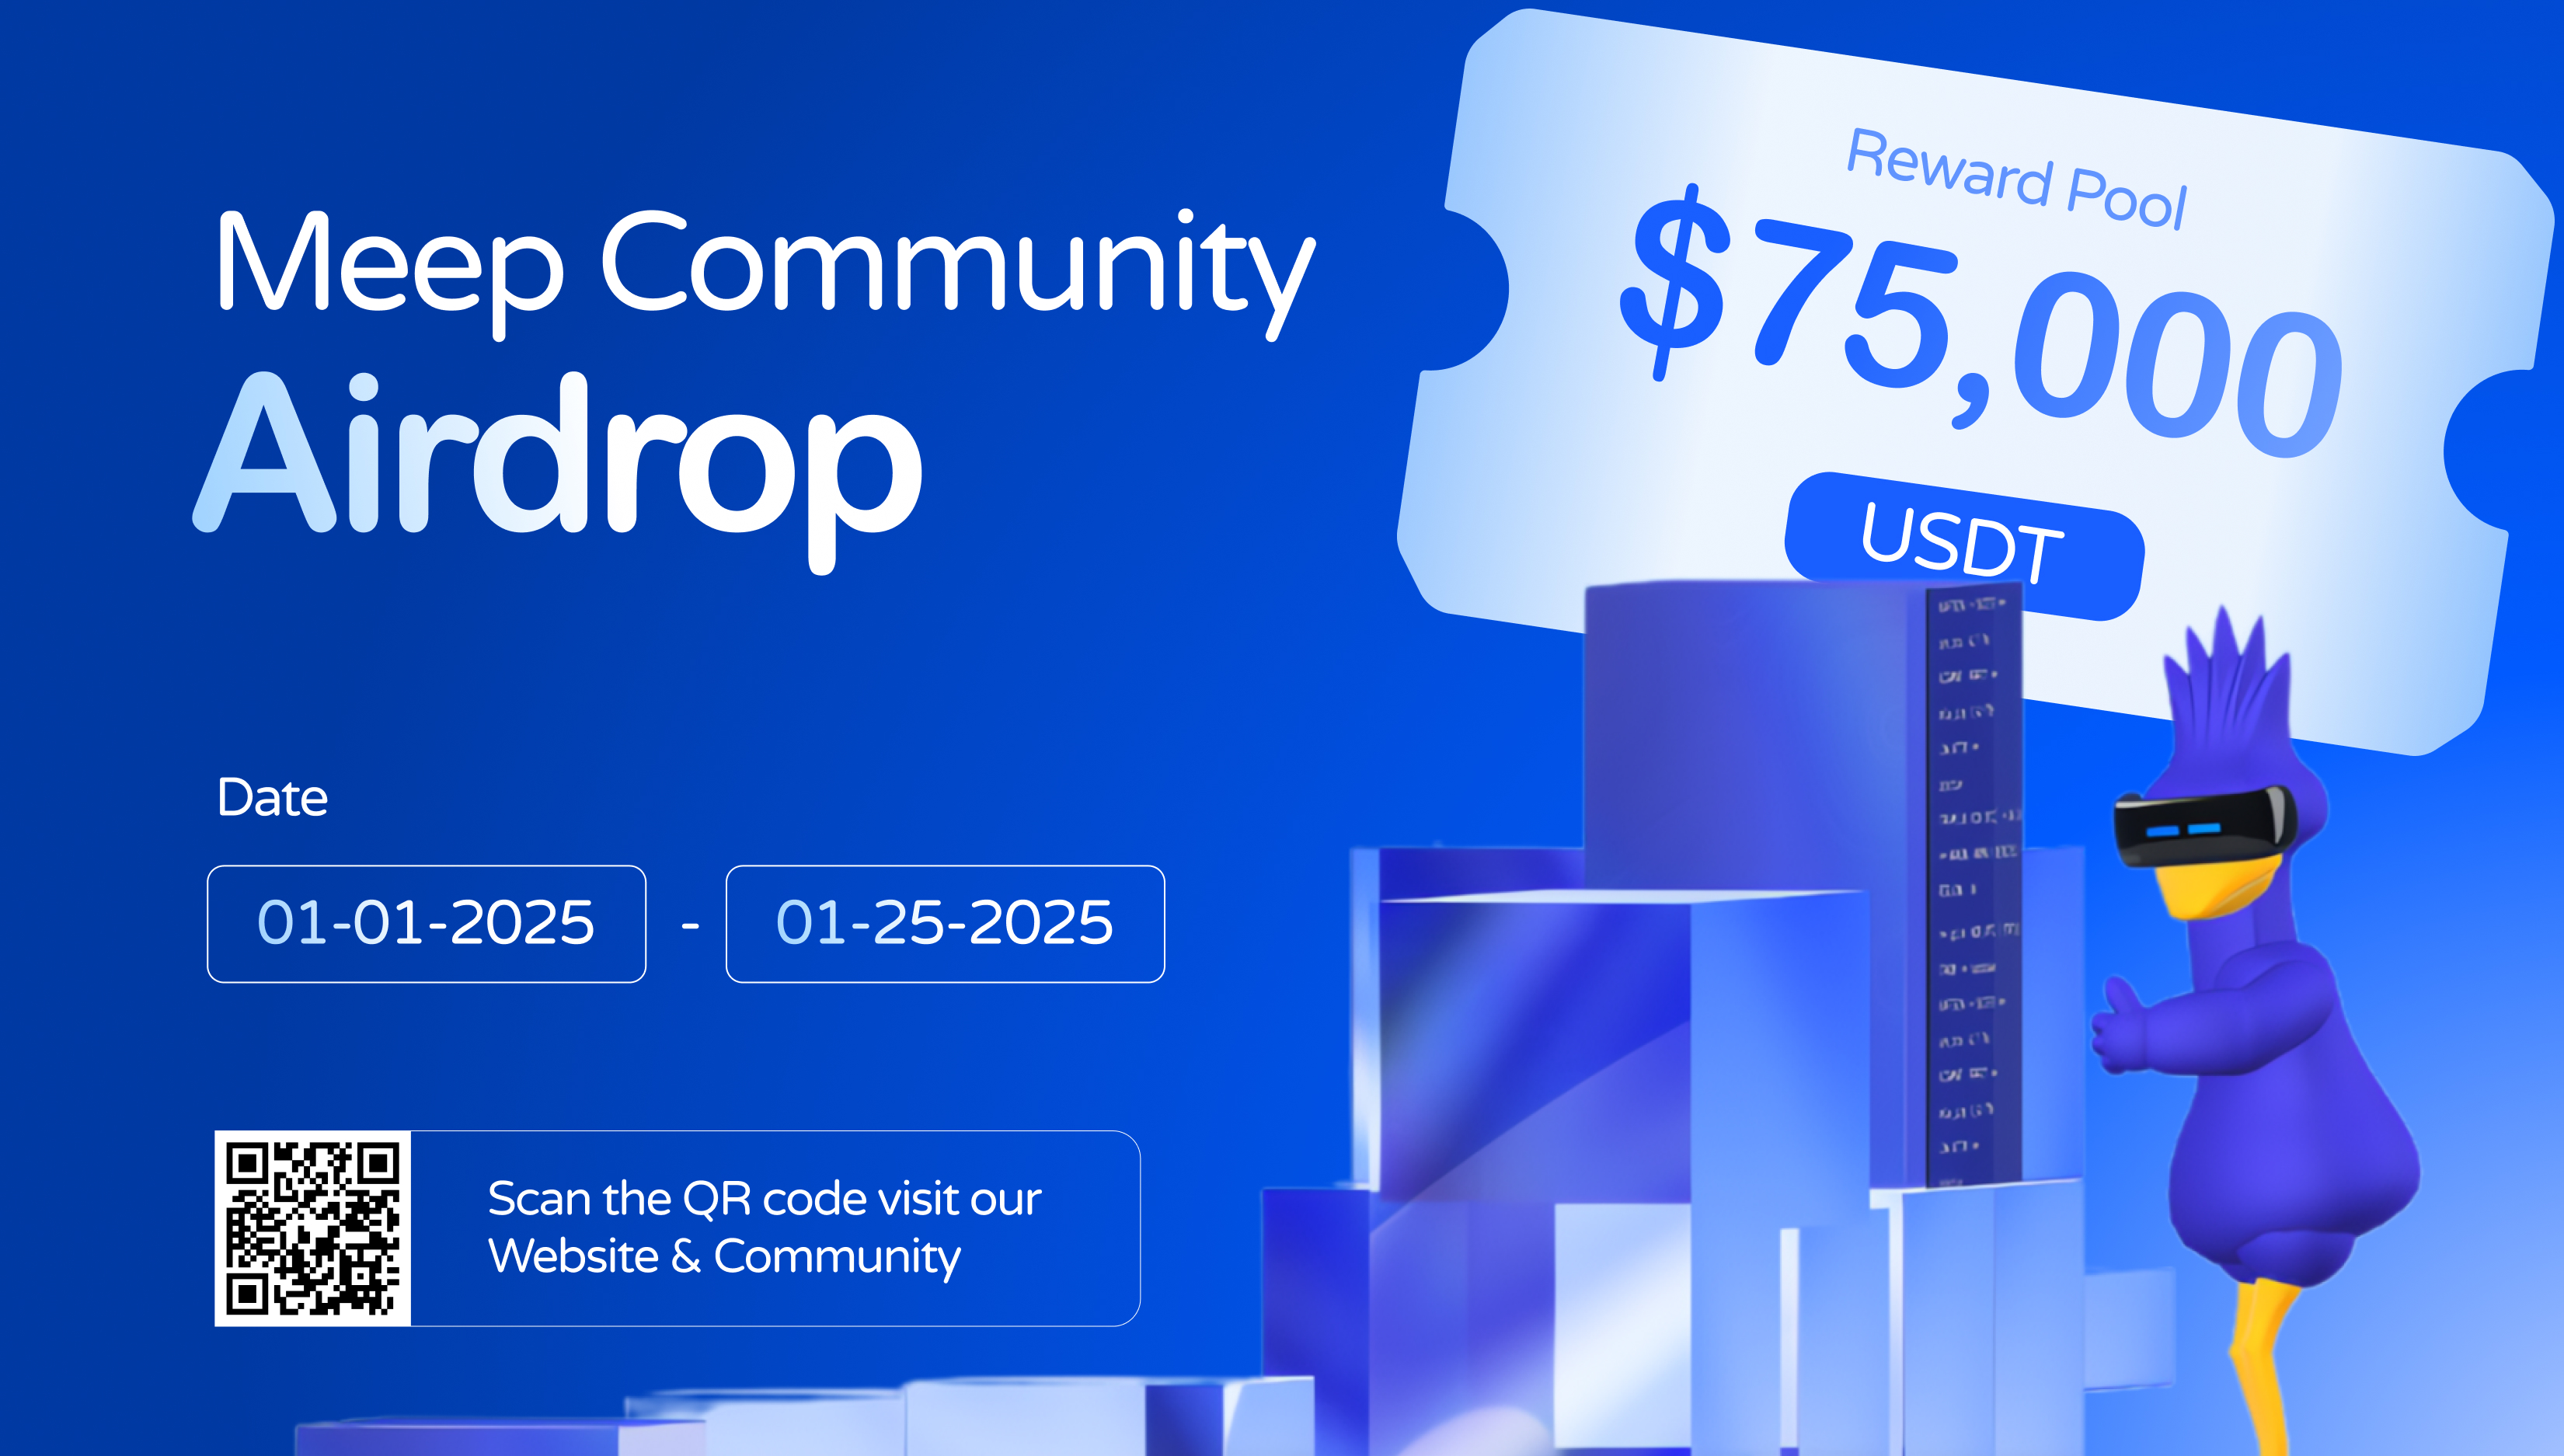 Meep Community
Airdrop
Reward Pool
$75,000
USDT
Date
01-01-2025 - 01-25-2025
Scan the QR code visit our
Website & Community